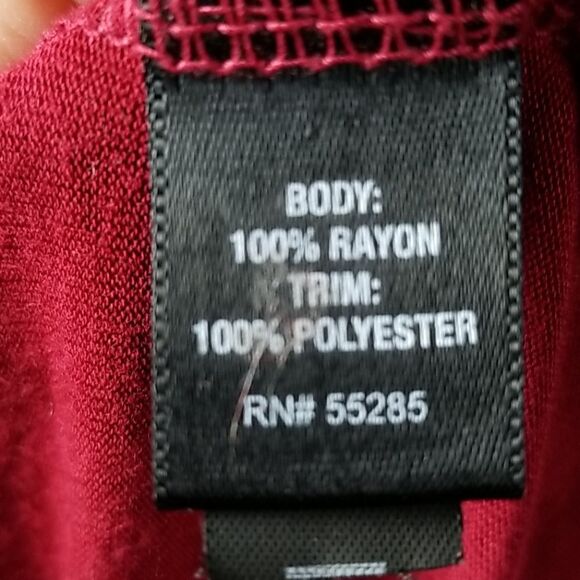 BODY:
100% RAYON
TRIM:
100% POLYESTER
RN# 55285